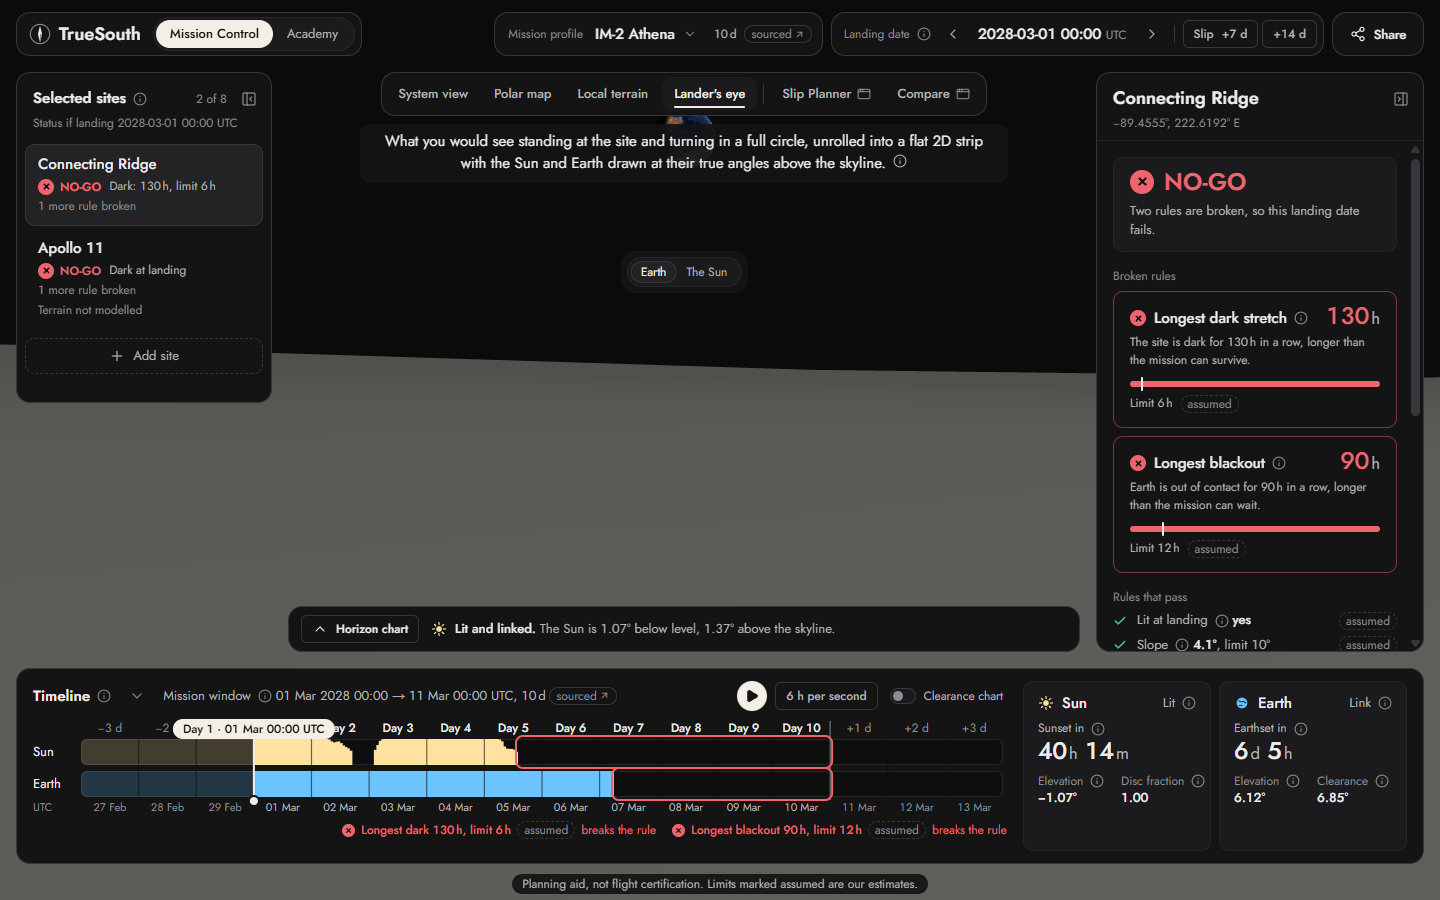 TrueSouth
Mission Control
Academy
Mission profile IM-2 Athena 10 d sourced ↗
Landing date 2028-03-01 00:00 UTC
Slip +7 d
+14 d
Share
Selected sites 2 of 8
Status if landing 2028-03-01 00:00 UTC
Connecting Ridge
NO-GO Dark: 130 h, limit 6 h
1 more rule broken
Apollo 11
NO-GO Dark at landing
1 more rule broken
Terrain not modelled
+ Add site
System view
Polar map
Local terrain
Lander's eye
Slip Planner
Compare
What you would see standing at the site and turning in a full circle, unrolled into a flat 2D strip
with the Sun and Earth drawn at their true angles above the skyline.
Earth
The Sun
Connecting Ridge
−89.4555°, 222.6192° E
NO-GO
Two rules are broken, so this landing date
fails.
Broken rules
Longest dark stretch 130 h
The site is dark for 130 h in a row, longer than
the mission can survive.
Limit 6 h assumed
Longest blackout 90 h
Earth is out of contact for 90 h in a row, longer
than the mission can wait.
Limit 12 h assumed
Rules that pass
Lit at landing yes assumed
Slope 4.1°, limit 10° assumed
Horizon chart
Lit and linked. The Sun is 1.07° below level, 1.37° above the skyline.
Timeline
Mission window 01 Mar 2028 00:00 → 11 Mar 00:00 UTC, 10 d sourced ↗
6 h per second
Clearance chart
−3 d −2 Day 1 · 01 Mar 00:00 UTC ay 2 Day 3 Day 4 Day 5 Day 6 Day 7 Day 8 Day 9 Day 10 +1 d +2 d +3 d
Sun
Earth
UTC 27 Feb 28 Feb 29 Feb 01 Mar 02 Mar 03 Mar 04 Mar 05 Mar 06 Mar 07 Mar 08 Mar 09 Mar 10 Mar 11 Mar 12 Mar 13 Mar
Longest dark 130 h, limit 6 h assumed breaks the rule
Longest blackout 90 h, limit 12 h assumed breaks the rule
Sun Lit
Sunset in
40 h 14 m
Elevation Disc fraction
−1.07° 1.00
Earth Link
Earthset in
6 d 5 h
Elevation Clearance
6.12° 6.85°
Planning aid, not flight certification. Limits marked assumed are our estimates.